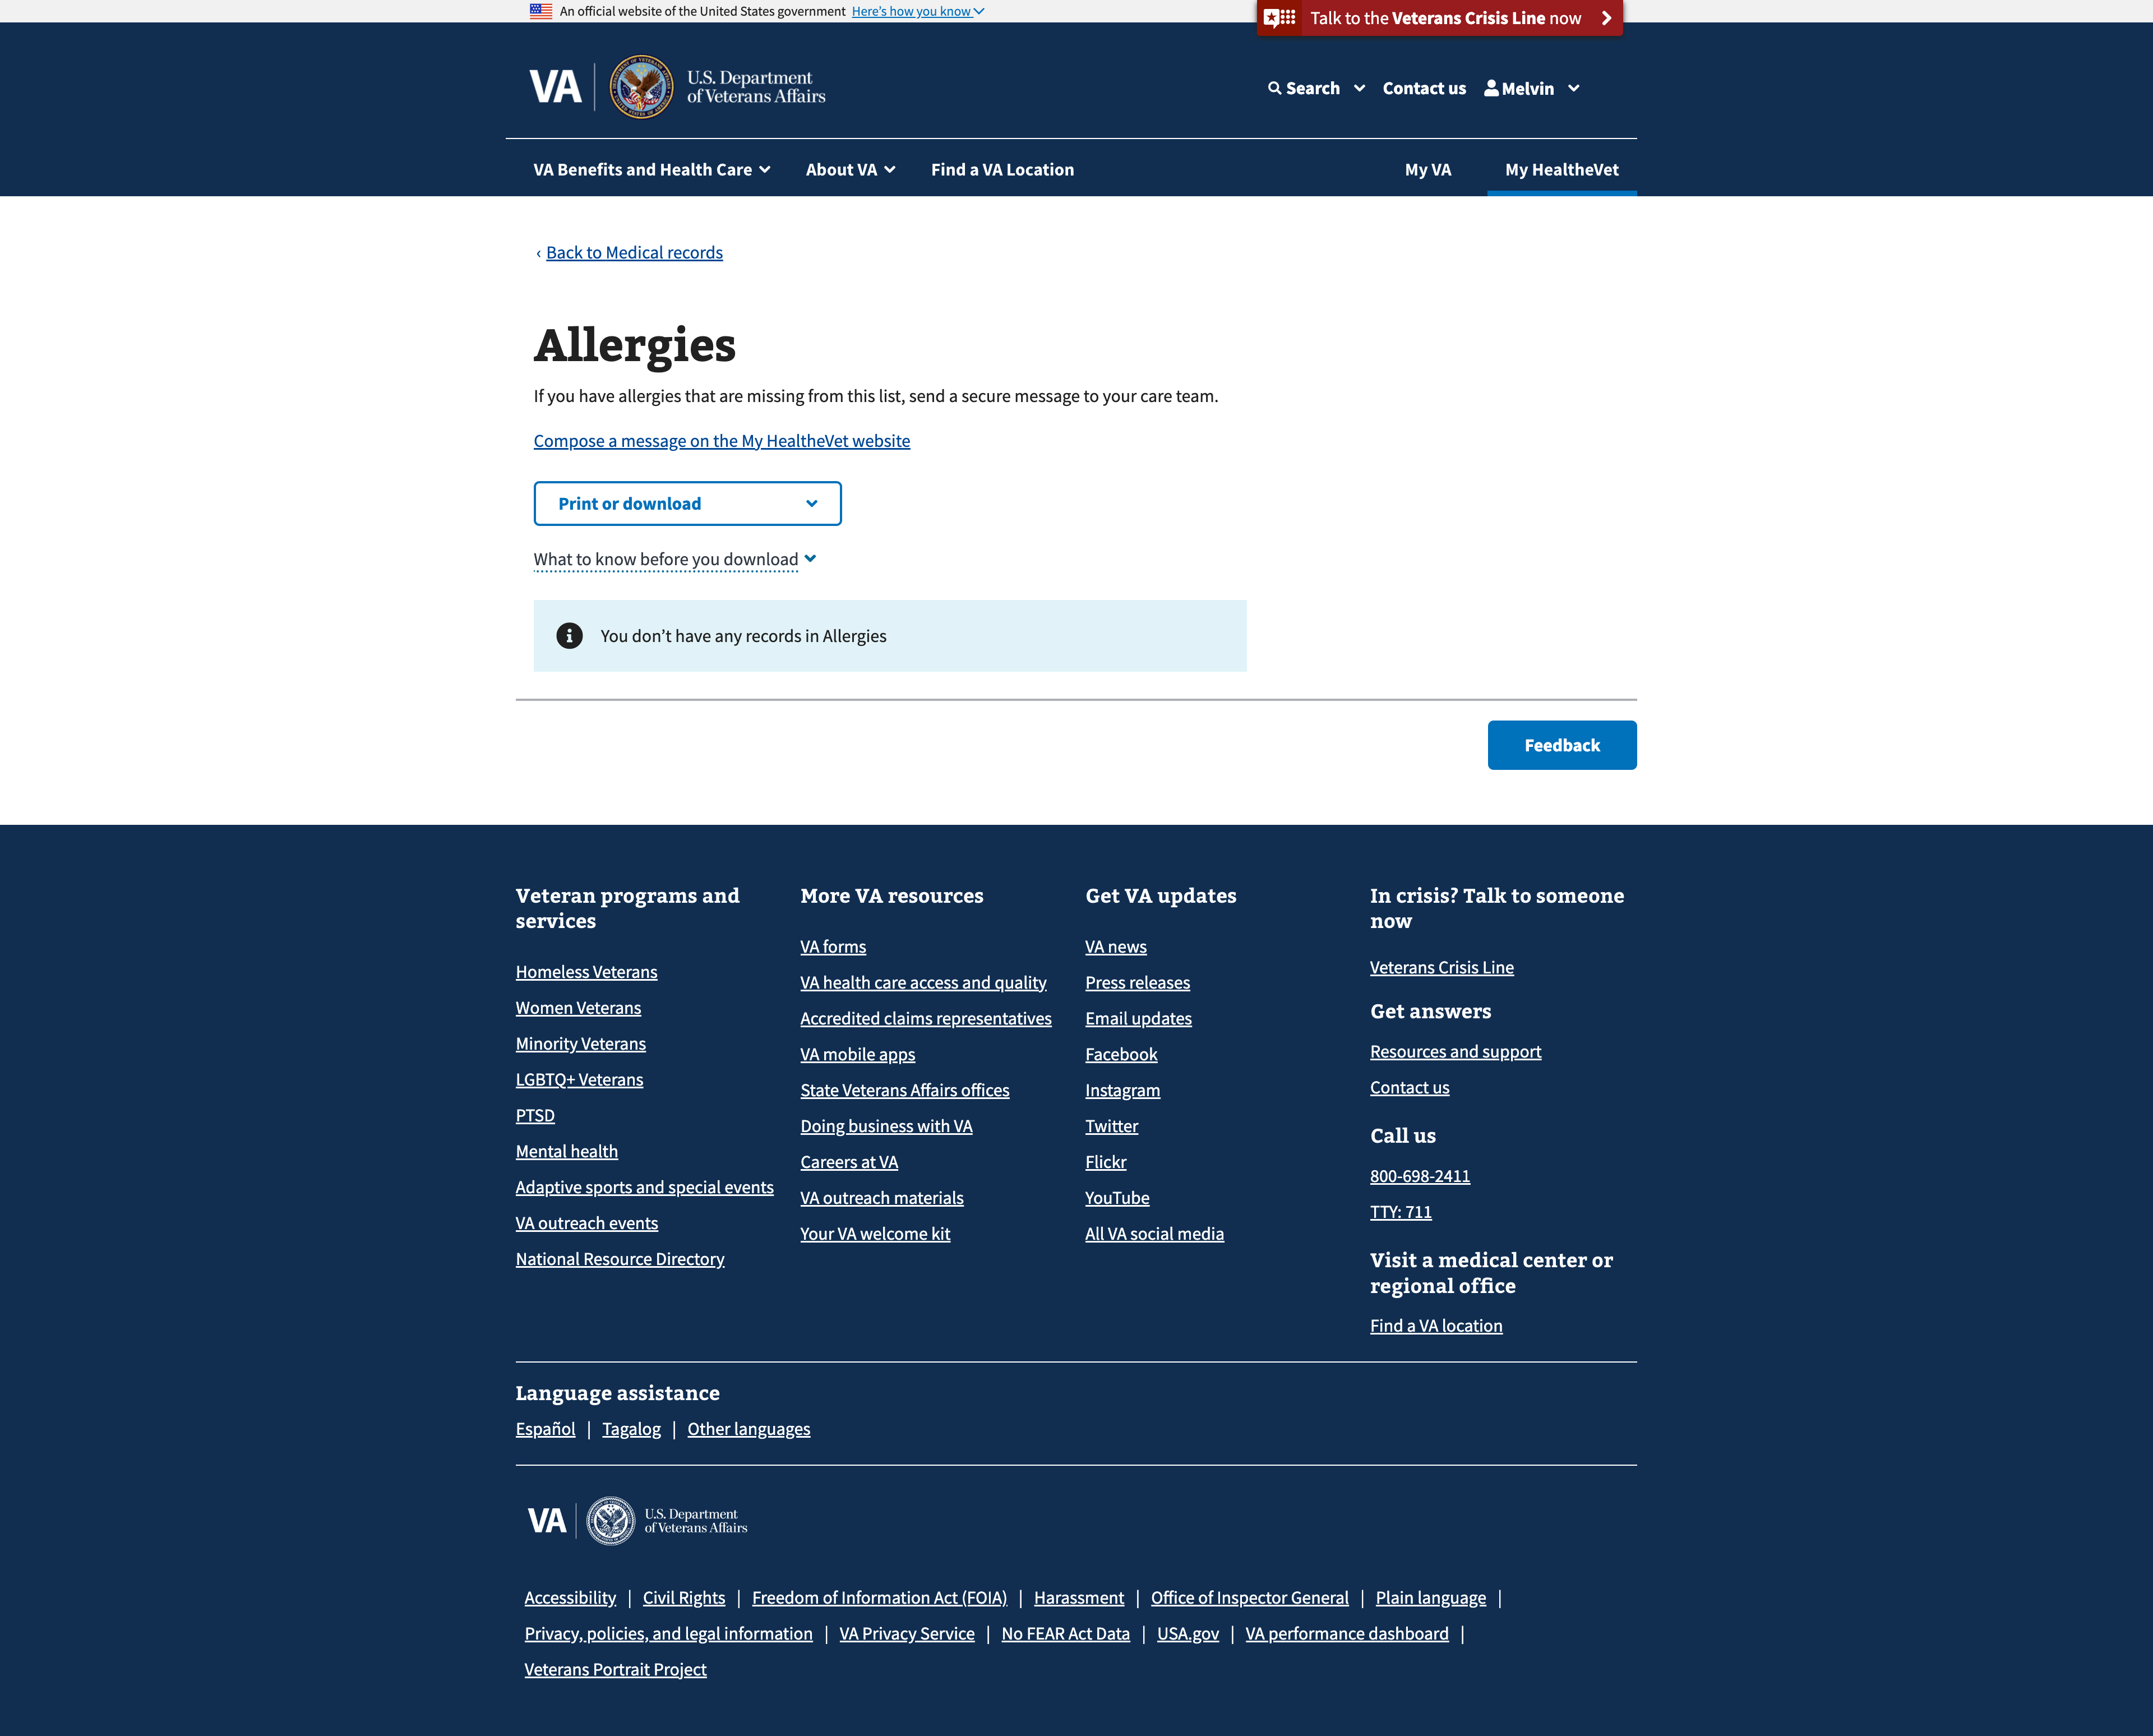 An official website of the United States government Here's how you know
Talk to the Veterans Crisis Line now
VA
U.S. Department
of Veterans Affairs
Search
Contact us
Melvin
VA Benefits and Health Care
About VA
Find a VA Location
My VA
My HealtheVet
‹ Back to Medical records
Allergies
If you have allergies that are missing from this list, send a secure message to your care team.
Compose a message on the My HealtheVet website
Print or download
What to know before you download
You don’t have any records in Allergies
Feedback
Veteran programs and
services
Homeless Veterans
Women Veterans
Minority Veterans
LGBTQ+ Veterans
PTSD
Mental health
Adaptive sports and special events
VA outreach events
National Resource Directory
More VA resources
VA forms
VA health care access and quality
Accredited claims representatives
VA mobile apps
State Veterans Affairs offices
Doing business with VA
Careers at VA
VA outreach materials
Your VA welcome kit
Get VA updates
VA news
Press releases
Email updates
Facebook
Instagram
Twitter
Flickr
YouTube
All VA social media
In crisis? Talk to someone
now
Veterans Crisis Line
Get answers
Resources and support
Contact us
Call us
800-698-2411
TTY: 711
Visit a medical center or
regional office
Find a VA location
Language assistance
Español | Tagalog | Other languages
VA
U.S. Department
of Veterans Affairs
Accessibility | Civil Rights | Freedom of Information Act (FOIA) | Harassment | Office of Inspector General | Plain language |
Privacy, policies, and legal information | VA Privacy Service | No FEAR Act Data | USA.gov | VA performance dashboard |
Veterans Portrait Project